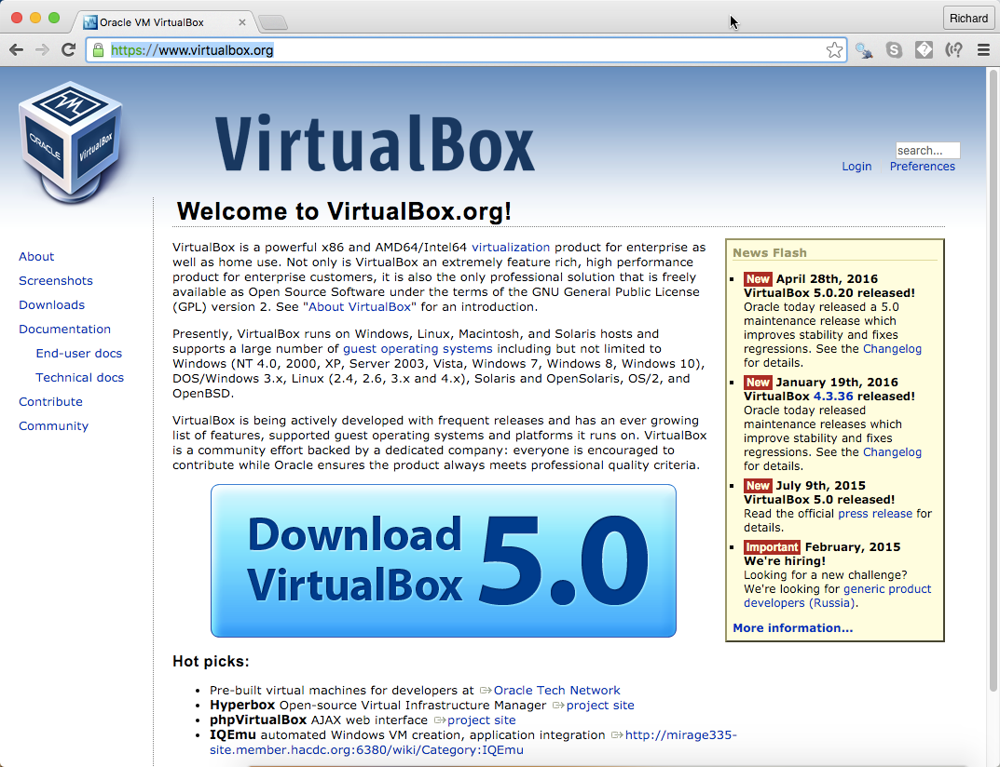 Oracle VM VirtualBox
Richard
https://www.virtualbox.org
ORACLE
VirtualBox
VirtualBox
search...
Login Preferences
Welcome to VirtualBox.org!
About
Screenshots
Downloads
Documentation
End-user docs
Technical docs
Contribute
Community
VirtualBox is a powerful x86 and AMD64/Intel64 virtualization product for enterprise as
well as home use. Not only is VirtualBox an extremely feature rich, high performance
product for enterprise customers, it is also the only professional solution that is freely
available as Open Source Software under the terms of the GNU General Public License
(GPL) version 2. See "About VirtualBox" for an introduction.
Presently, VirtualBox runs on Windows, Linux, Macintosh, and Solaris hosts and
supports a large number of guest operating systems including but not limited to
Windows (NT 4.0, 2000, XP, Server 2003, Vista, Windows 7, Windows 8, Windows 10),
DOS/Windows 3.x, Linux (2.4, 2.6, 3.x and 4.x), Solaris and OpenSolaris, OS/2, and
OpenBSD.
VirtualBox is being actively developed with frequent releases and has an ever growing
list of features, supported guest operating systems and platforms it runs on. VirtualBox
is a community effort backed by a dedicated company: everyone is encouraged to
contribute while Oracle ensures the product always meets professional quality criteria.
Download
VirtualBox
5.0
News Flash
New April 28th, 2016
VirtualBox 5.0.20 released!
Oracle today released a 5.0
maintenance release which
improves stability and fixes
regressions. See the Changelog
for details.
New January 19th, 2016
VirtualBox 4.3.36 released!
Oracle today released
maintenance releases which
improve stability and fixes
regressions. See the Changelog
for details.
New July 9th, 2015
VirtualBox 5.0 released!
Read the official press release for
details.
Important February, 2015
We're hiring!
Looking for a new challenge?
We're looking for generic product
developers (Russia).
More information...
Hot picks:
Pre-built virtual machines for developers at Oracle Tech Network
Hyperbox Open-source Virtual Infrastructure Manager project site
phpVirtualBox AJAX web interface project site
IQEmu automated Windows VM creation, application integration http://mirage335-
site.member.hacdc.org:6380/wiki/Category:IQEmu